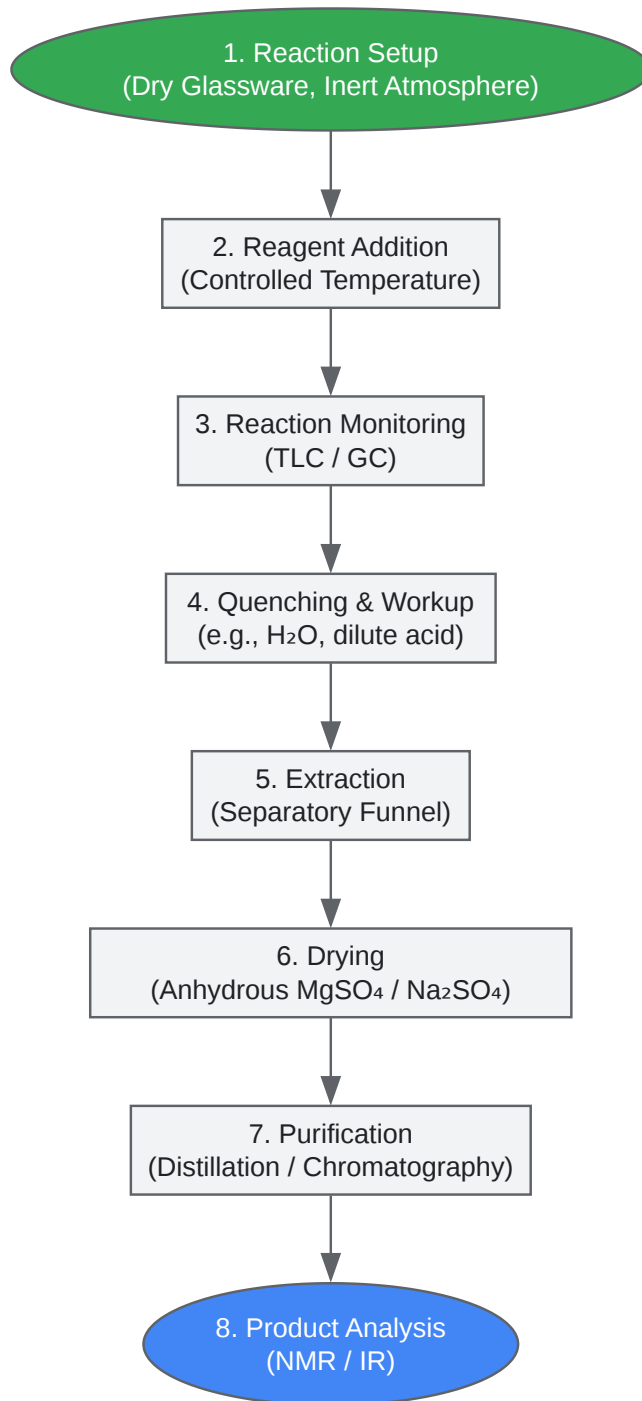 1. Reaction Setup
(Dry Glassware, Inert Atmosphere)
2. Reagent Addition
(Controlled Temperature)
3. Reaction Monitoring
(TLC / GC)
4. Quenching & Workup
(e.g., H₂O, dilute acid)
5. Extraction
(Separatory Funnel)
6. Drying
(Anhydrous MgSO₄ / Na₂SO₄)
7. Purification
(Distillation / Chromatography)
8. Product Analysis
(NMR / IR)